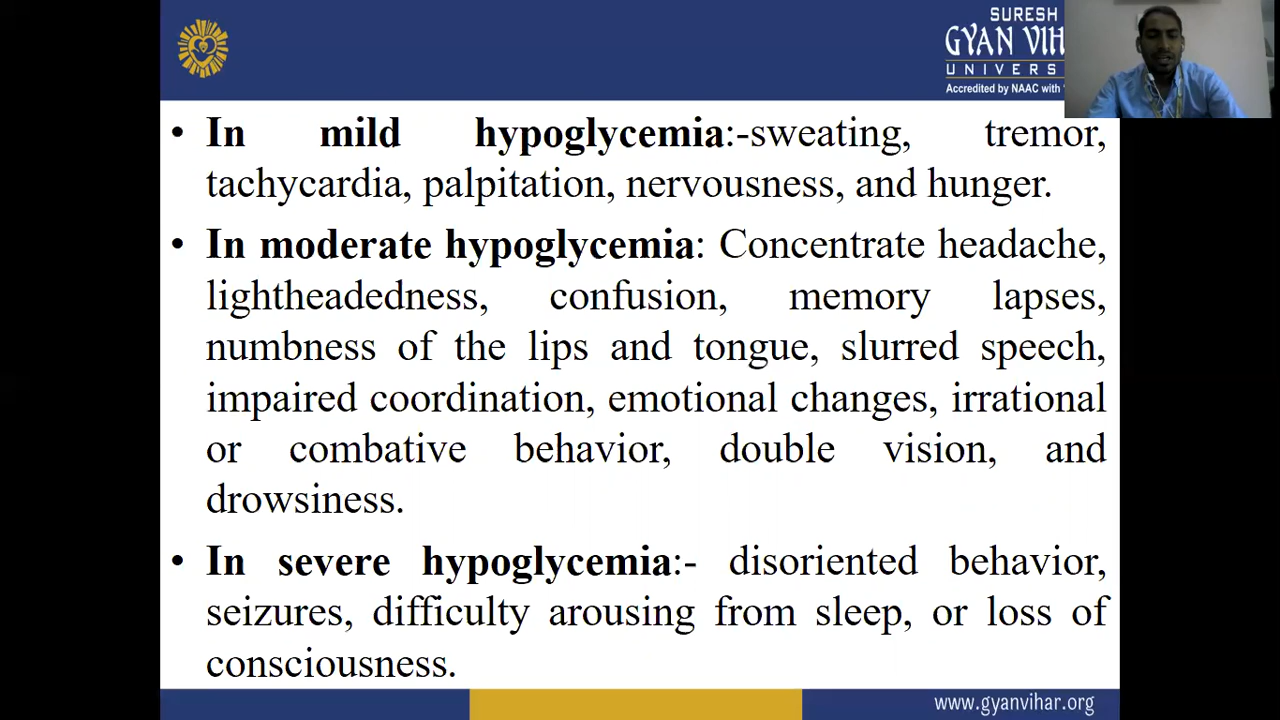 SURESH
GYAN VIH
UNIVERS
Accredited by NAAC with
• In mild hypoglycemia:-sweating, tremor,
tachycardia, palpitation, nervousness, and hunger.
• In moderate hypoglycemia: Concentrate headache,
lightheadedness, confusion, memory lapses,
numbness of the lips and tongue, slurred speech,
impaired coordination, emotional changes, irrational
or combative behavior, double vision, and
drowsiness.
• In severe hypoglycemia:- disoriented behavior,
seizures, difficulty arousing from sleep, or loss of
consciousness.
www.gyanvihar.org